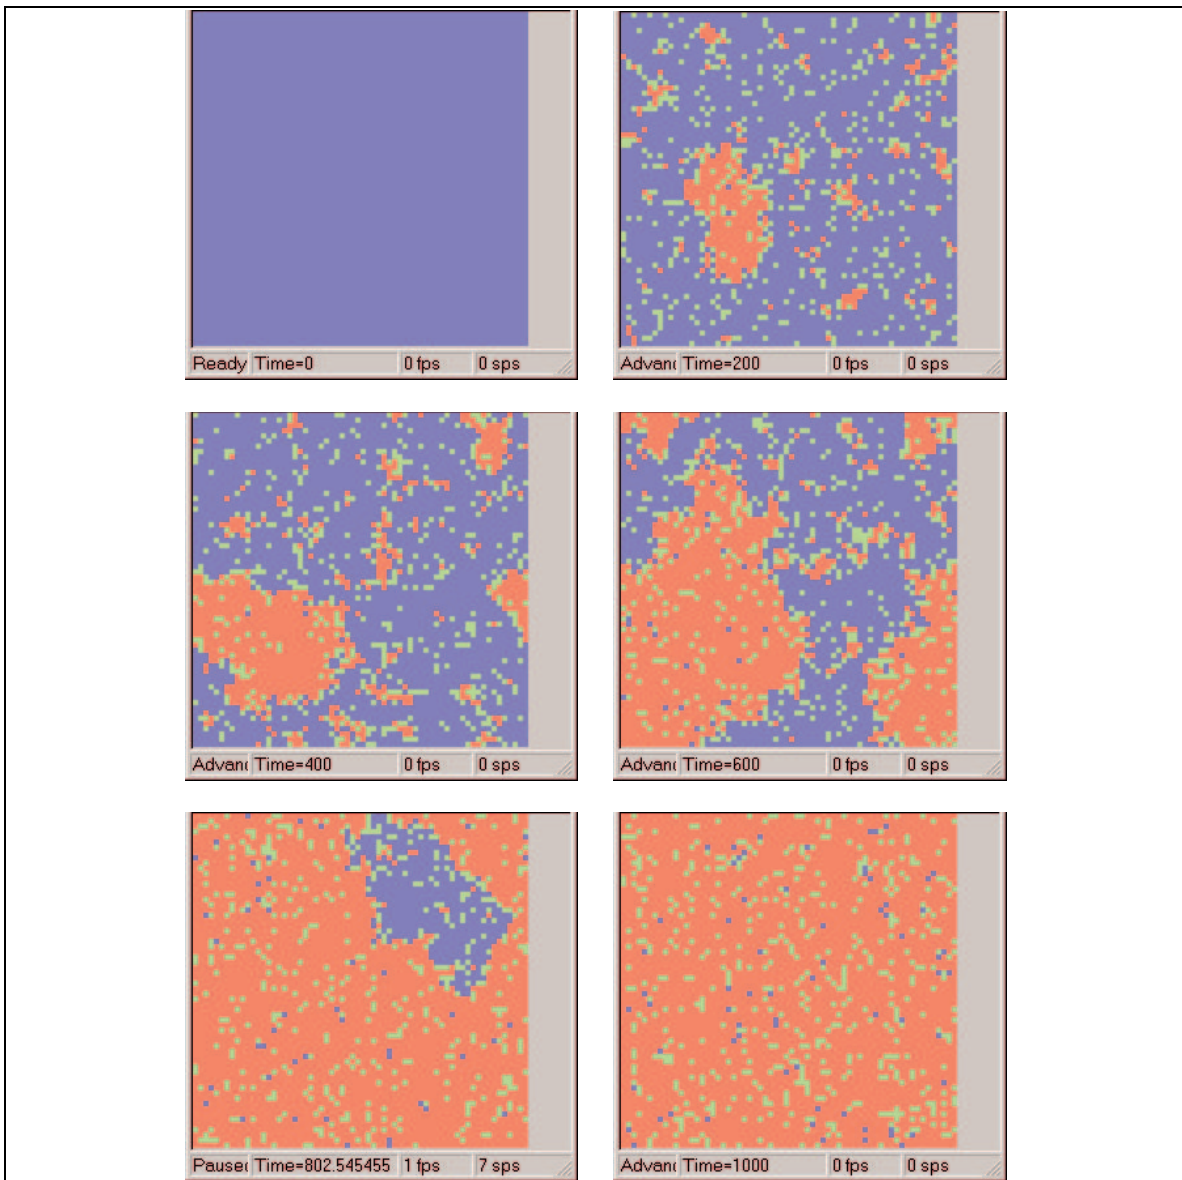 Ready Time=0 0 fps 0 sps
Advanc Time=200 0 fps 0 sps
Advanc Time=400 0 fps 0 sps
Advanc Time=600 0 fps 0 sps
Pause Time=802.545455 1 fps 7 sps
Advanc Time=1000 0 fps 0 sps